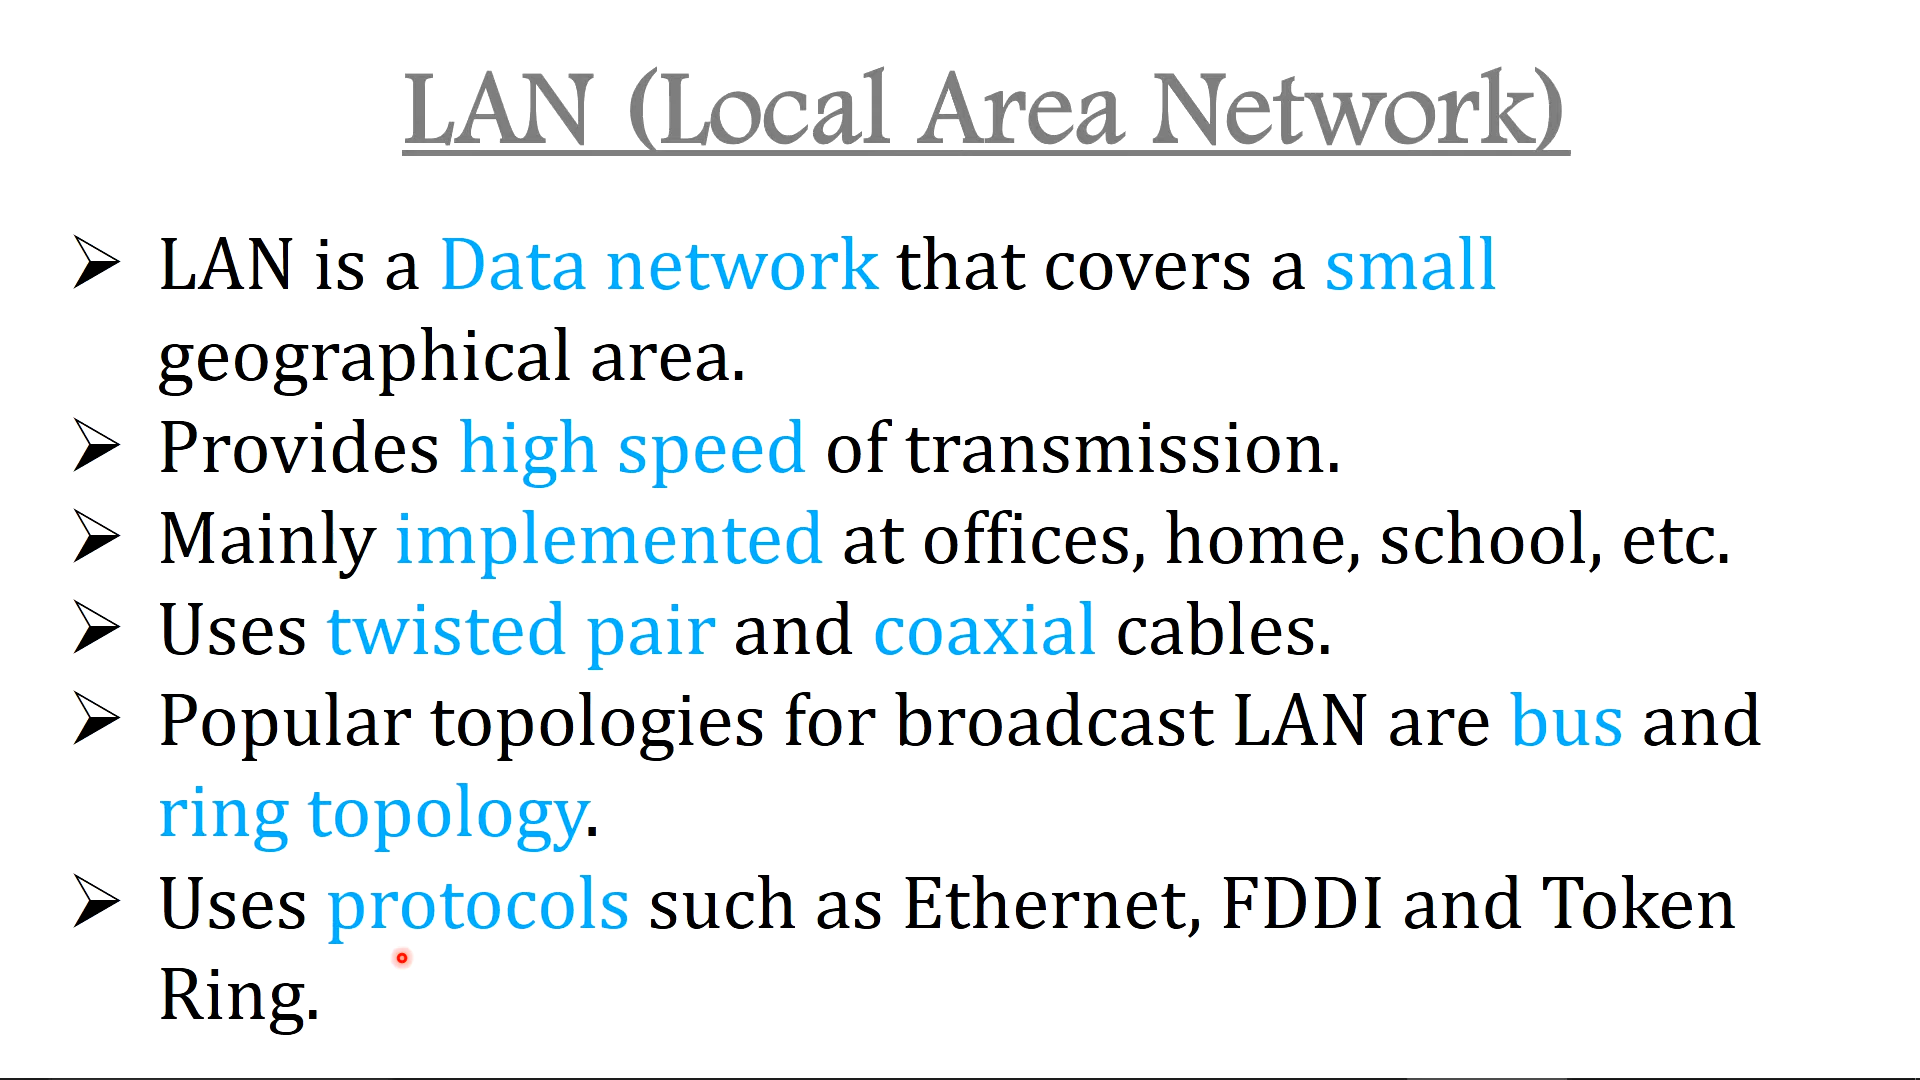 LAN (Local Area Network)
➢ LAN is a Data network that covers a small
geographical area.
➢ Provides high speed of transmission.
➢ Mainly implemented at offices, home, school, etc.
➢ Uses twisted pair and coaxial cables.
➢ Popular topologies for broadcast LAN are bus and
ring topology.
➢ Uses protocols such as Ethernet, FDDI and Token
Ring.